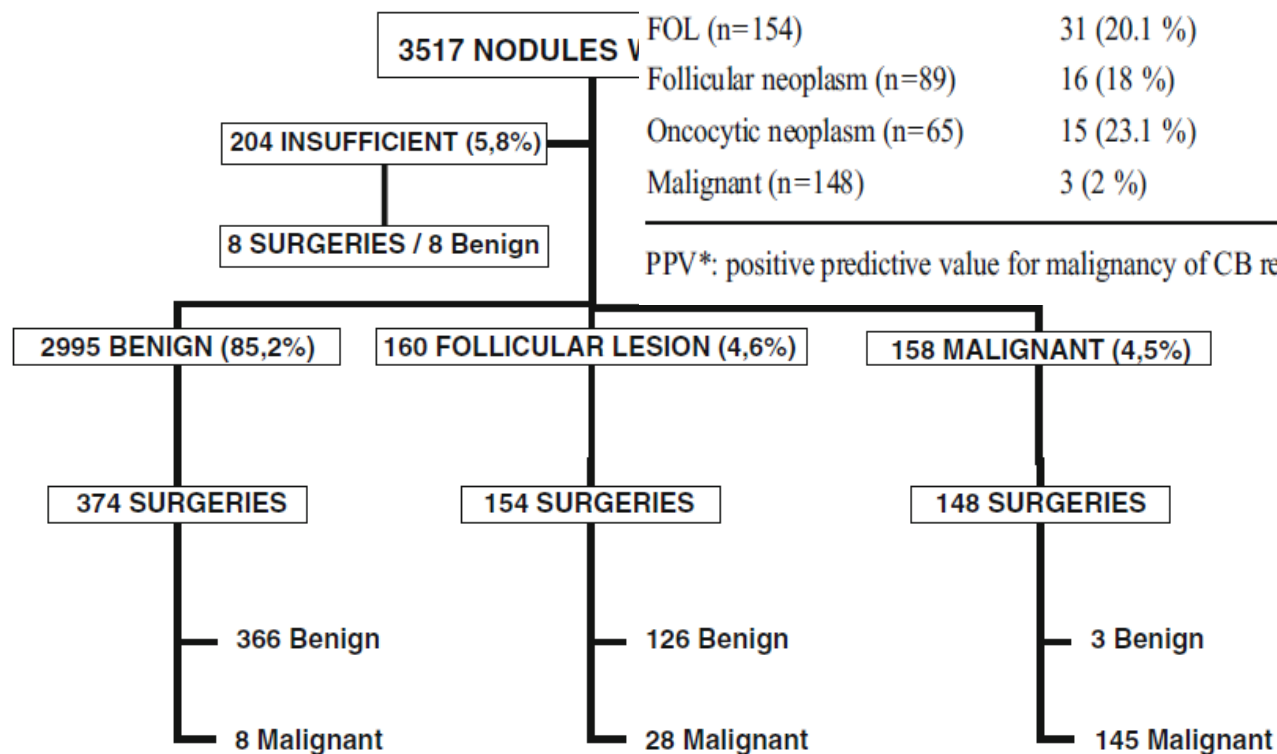 3517 NODULES
FOL (n=154) 31 (20.1 %)
Follicular neoplasm (n=89) 16 (18 %)
Oncocytic neoplasm (n=65) 15 (23.1 %)
Malignant (n=148) 3 (2 %)
PPV*: positive predictive value for malignancy of CB
204 INSUFFICIENT (5,8%)
8 SURGERIES / 8 Benign
2995 BENIGN (85,2%)
160 FOLLICULAR LESION (4,6%)
158 MALIGNANT (4,5%)
374 SURGERIES
154 SURGERIES
148 SURGERIES
366 Benign
126 Benign
3 Benign
8 Malignant
28 Malignant
145 Malignant